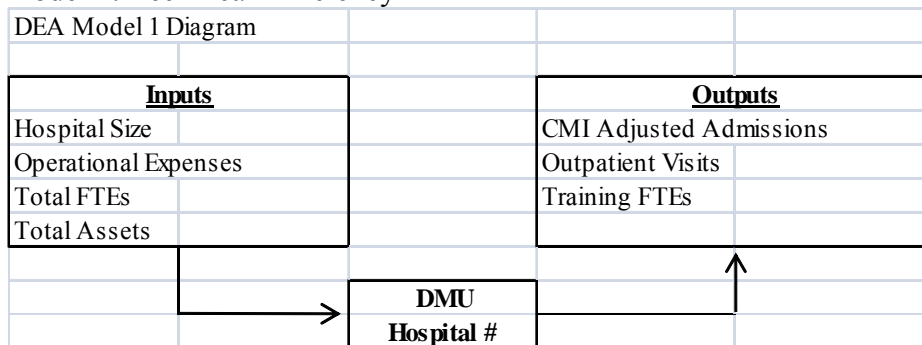 DEA Model 1 Diagram
Inputs
Outputs
Hospital Size
CMI Adjusted Admissions
Operational Expenses
Outpatient Visits
Total FTEs
Training FTEs
Total Assets
DMU
Hospital #